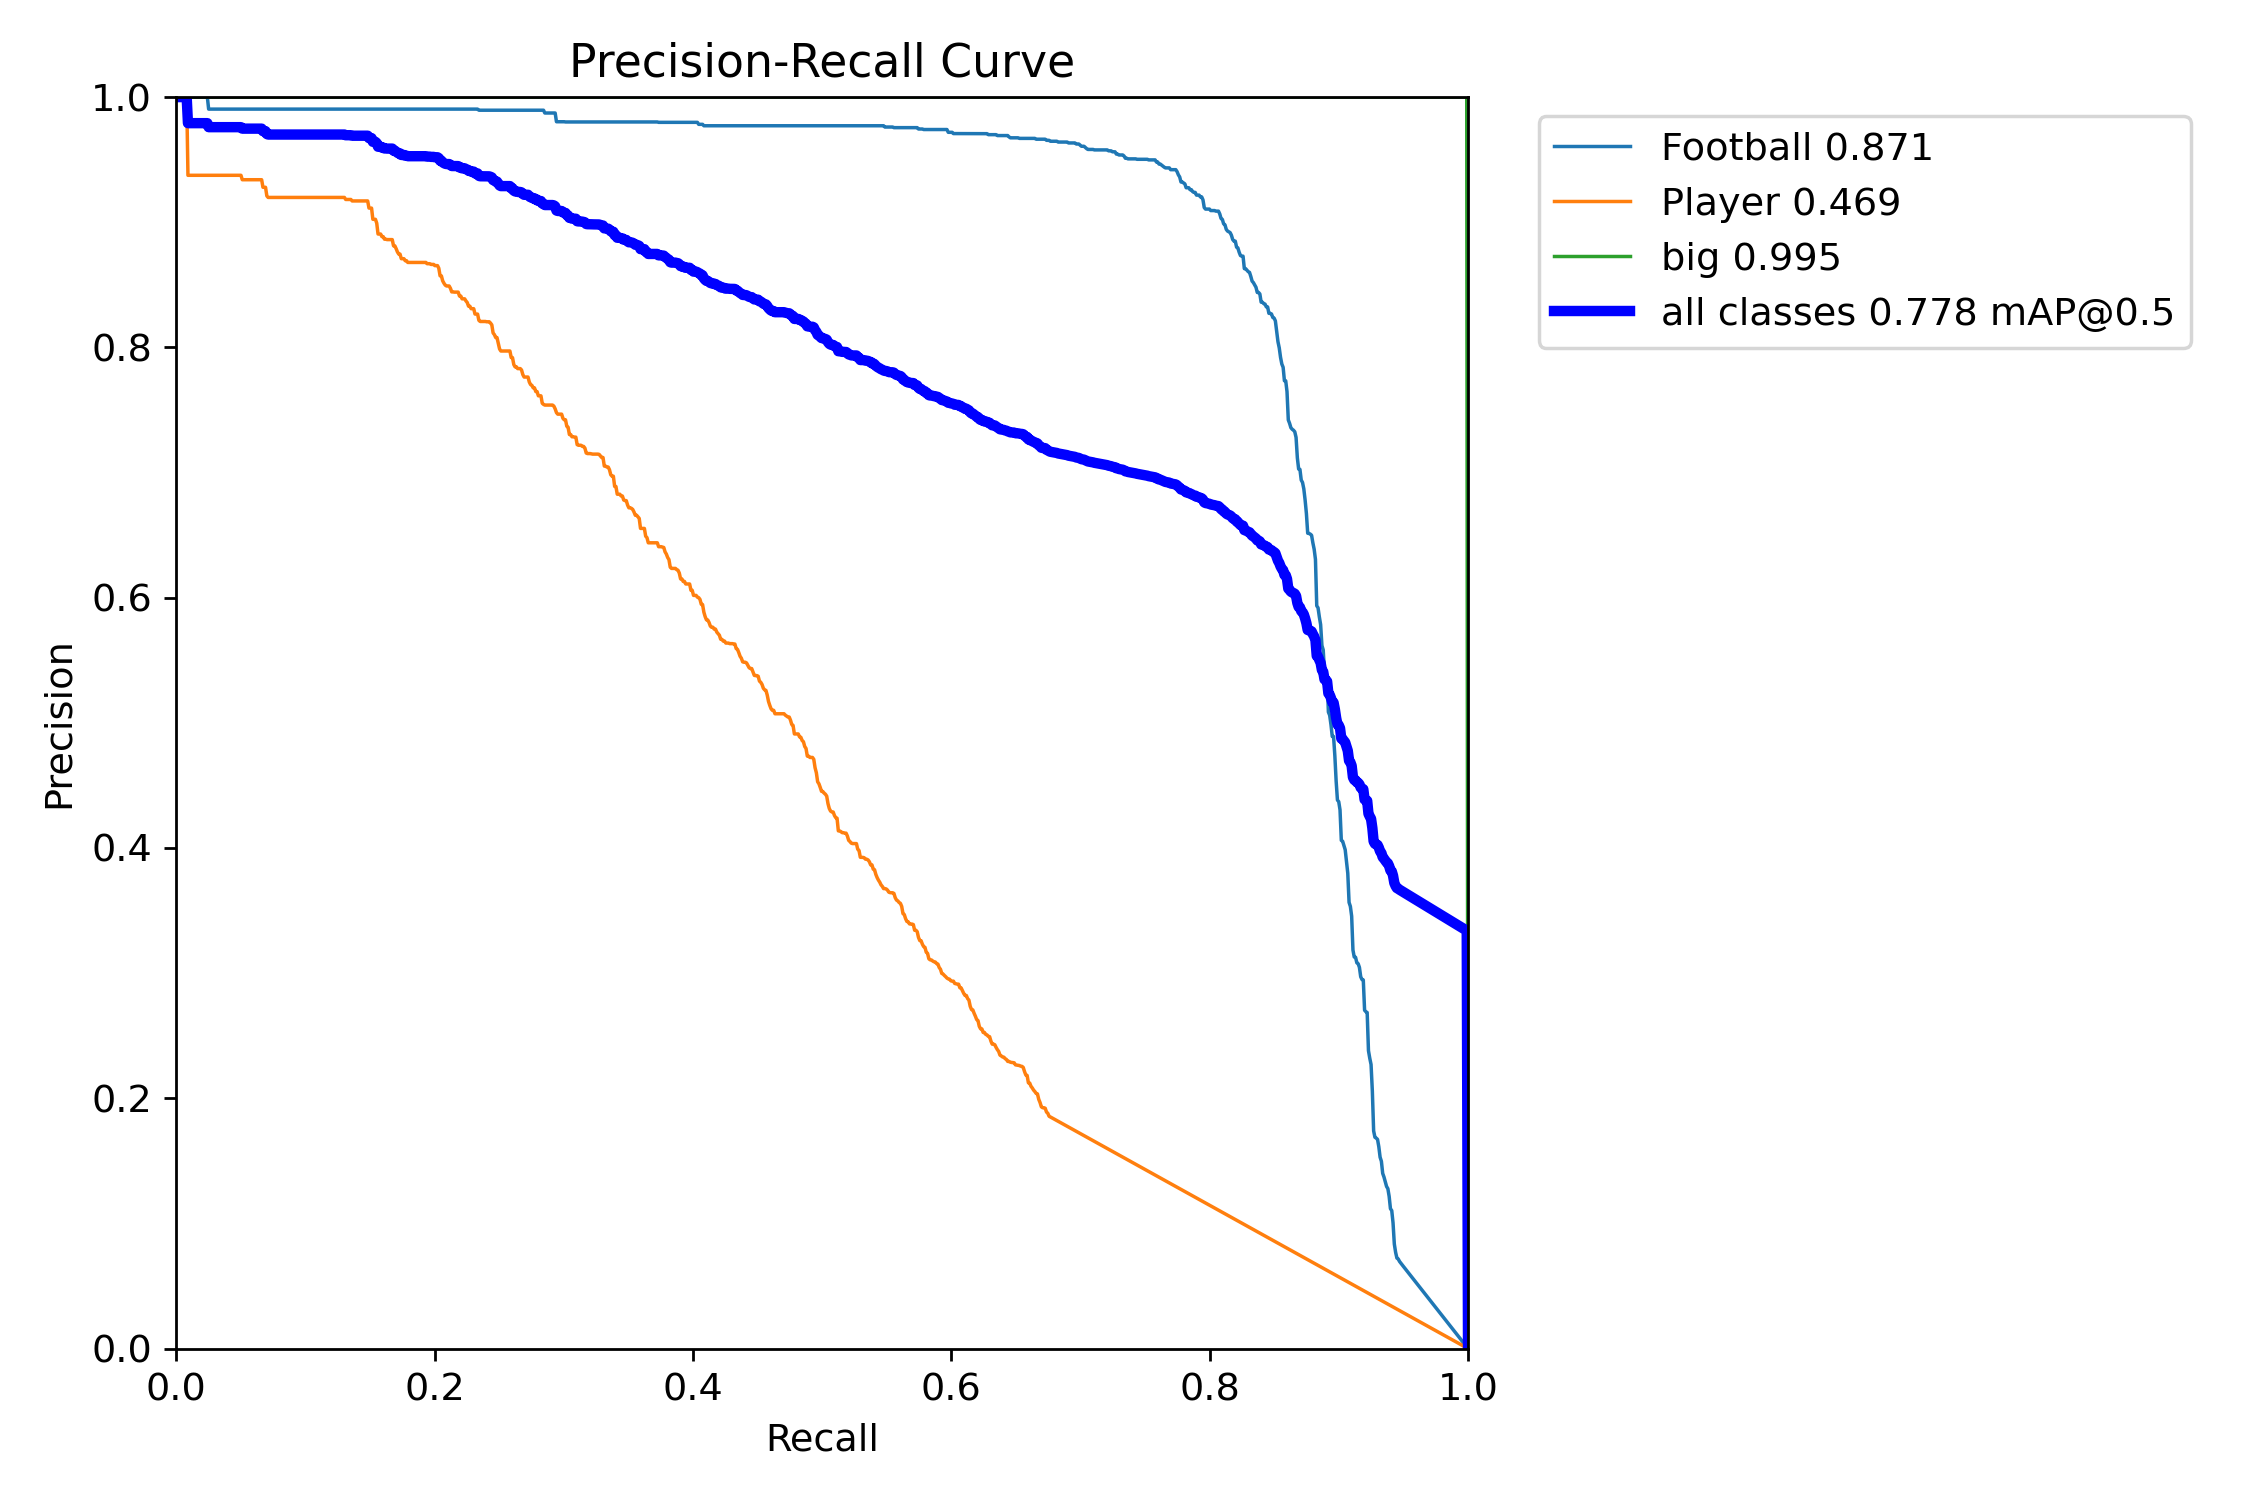 Precision-Recall Curve
1.0
0.8
0.6
0.4
0.2
0.0
Precision
0.0 0.2 0.4 0.6 0.8 1.0
Recall
Football 0.871
Player 0.469
big 0.995
all classes 0.778 mAP@0.5